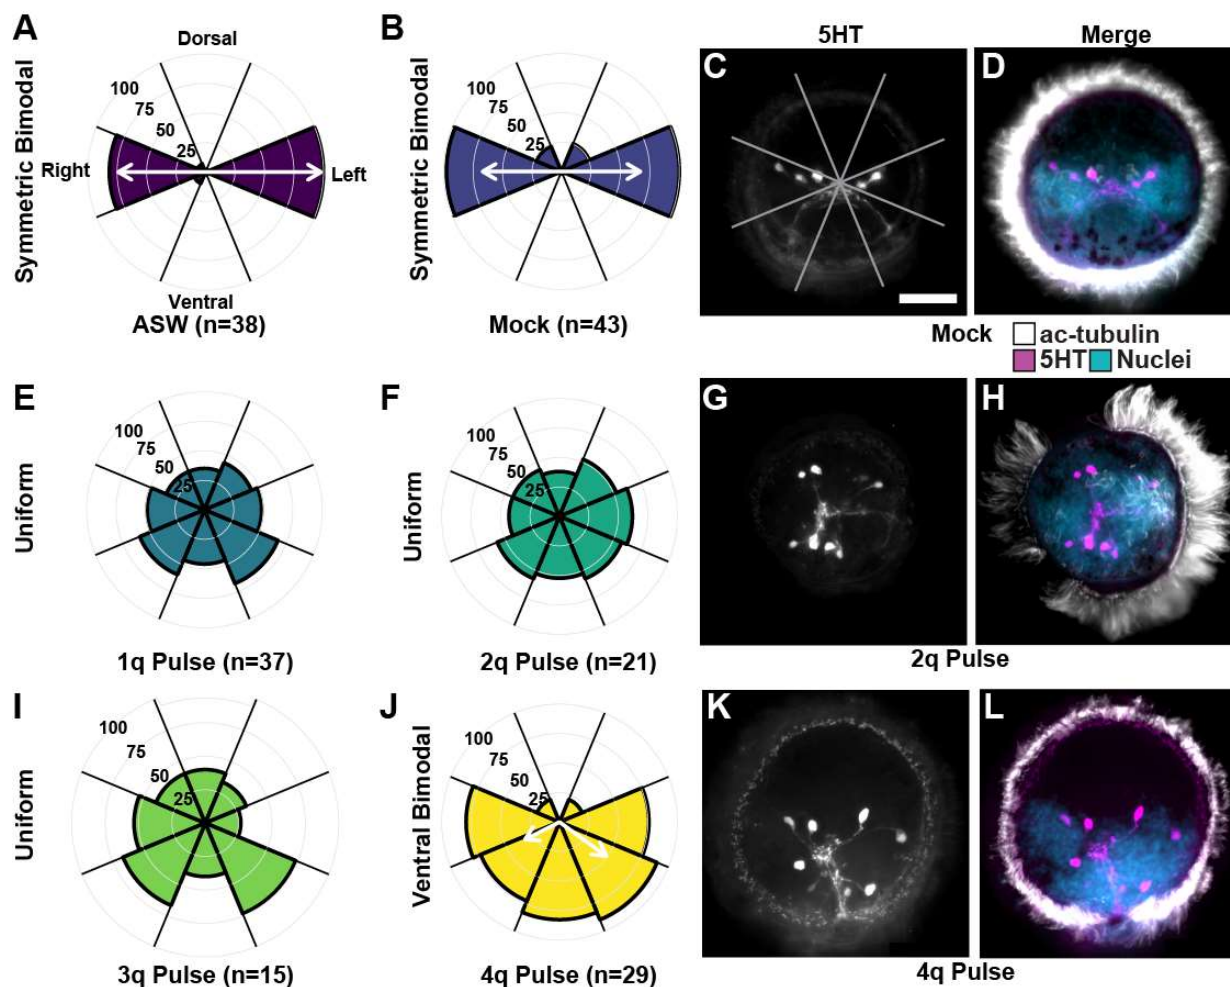 A
Symmetric Bimodal
Dorsal
100
75
50
25
Right
Left
Ventral
ASW (n=38)
B
Symmetric Bimodal
100
75
50
25
Mock (n=43)
5HT
C
Merge
D
Mock
ac-tubulin
5HT Nuclei
E
Uniform
100
75
50
25
1q Pulse (n=37)
F
Uniform
100
75
50
25
2q Pulse (n=21)
G
H
2q Pulse
I
Uniform
100
75
50
25
3q Pulse (n=15)
J
Ventral Bimodal
100
75
50
25
4q Pulse (n=29)
K
L
4q Pulse